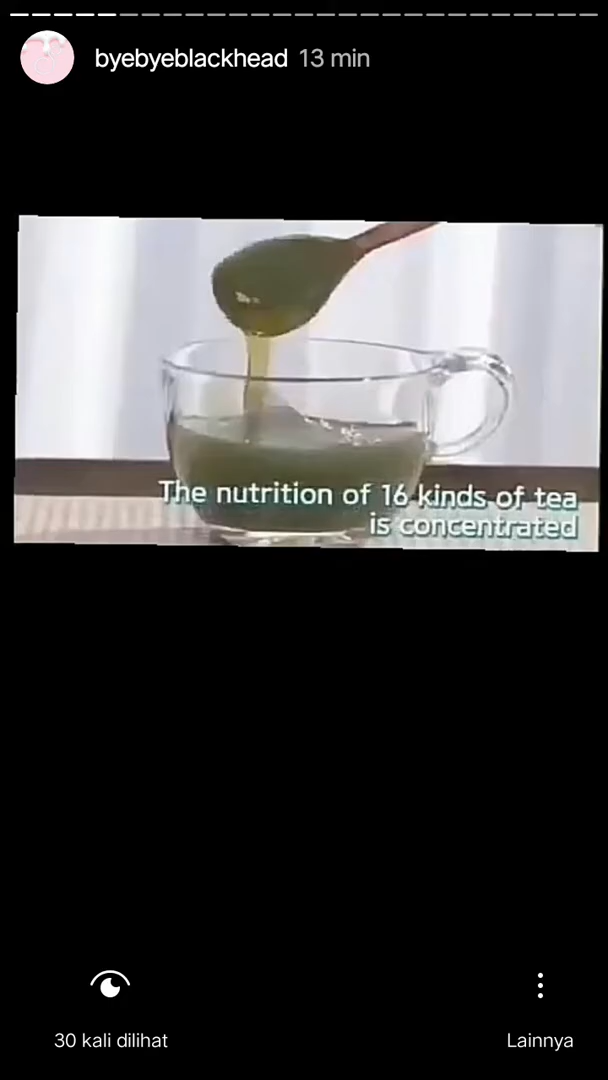 byebyeblackhead 13 min
The nutrition of 16 kinds of tea
is concentrated
30 kali dilihat
Lainnya